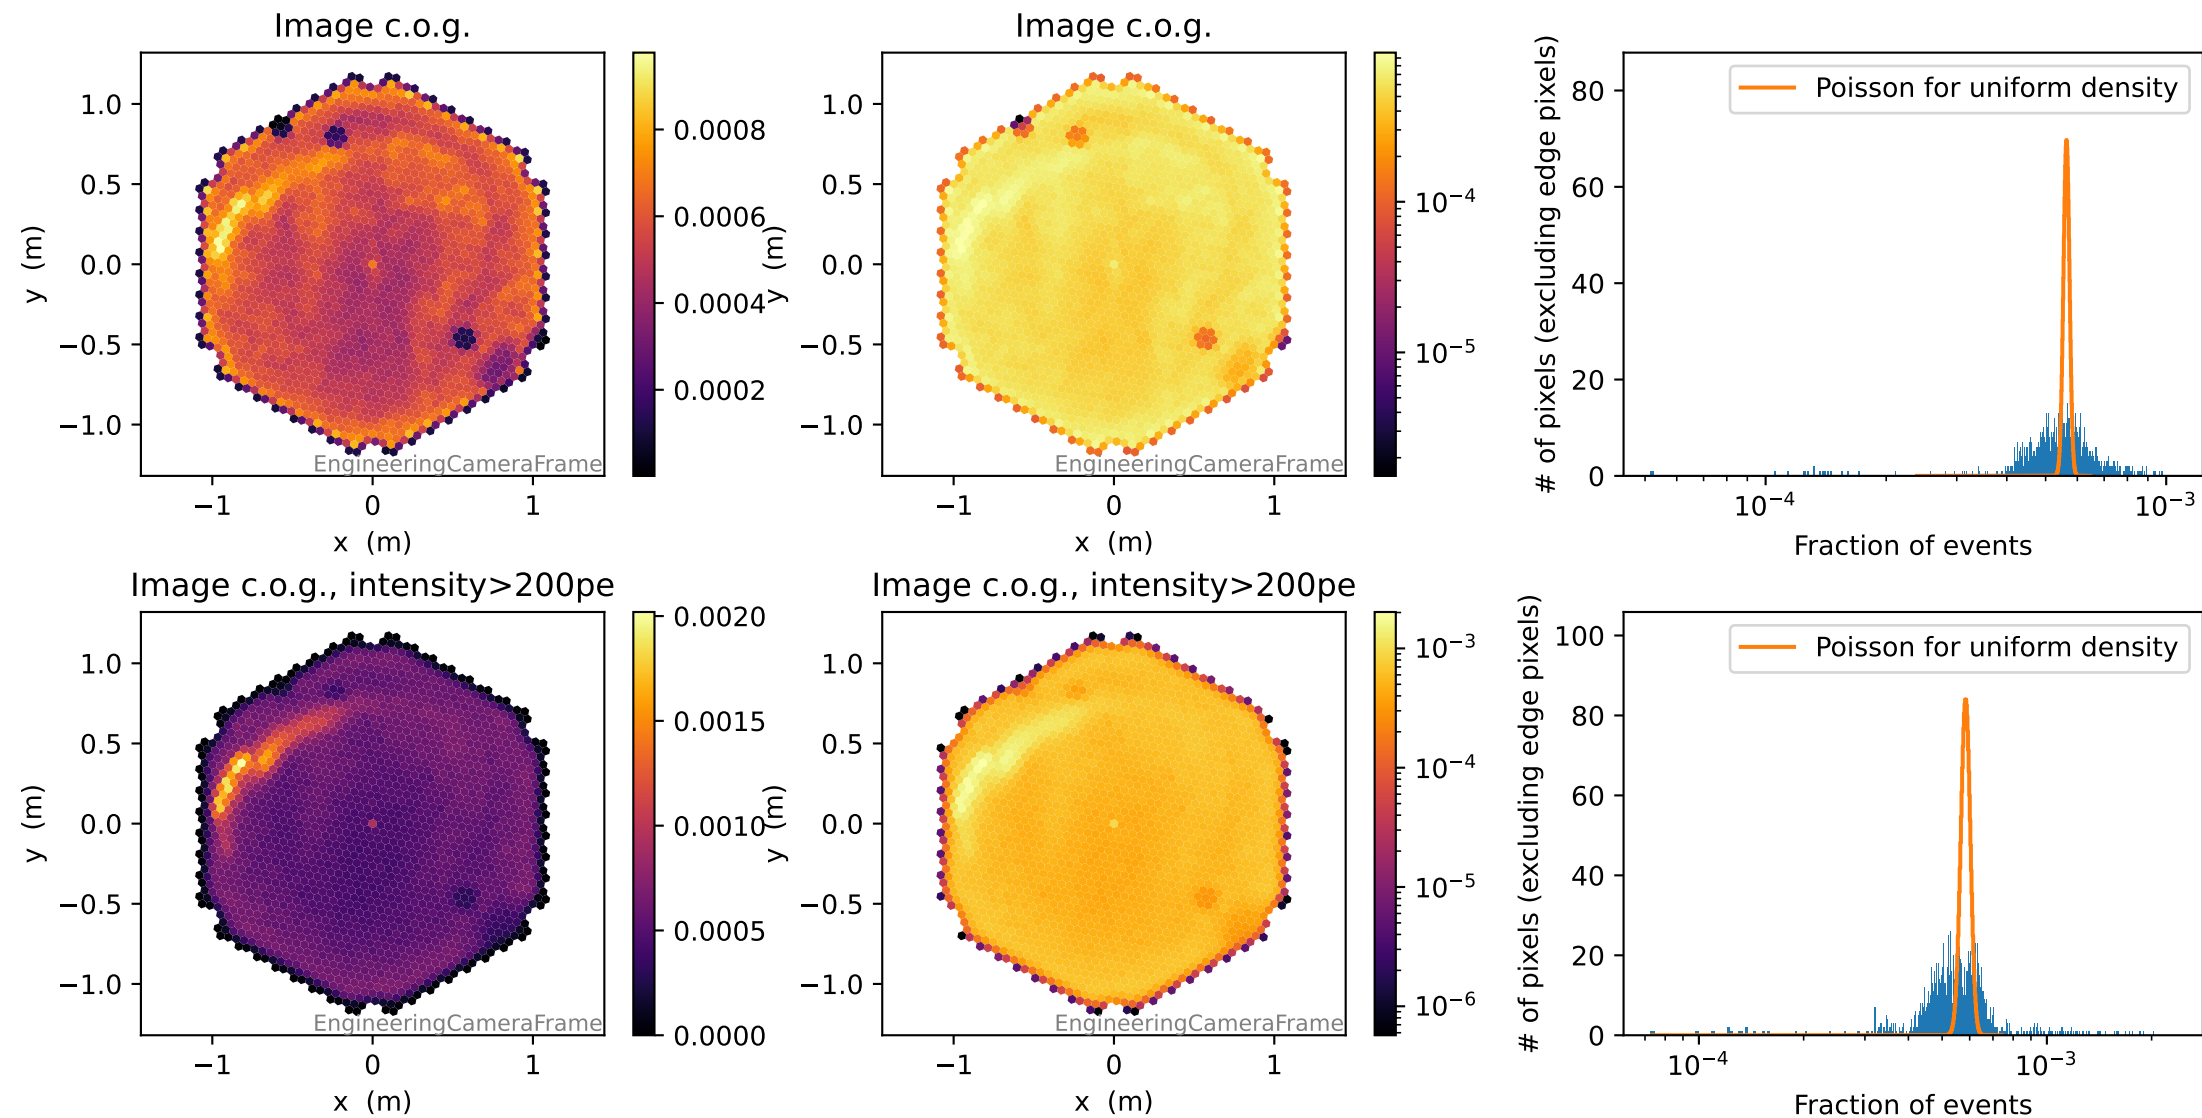 Image c.o.g.
y (m)
1.0
0.5
0.0
−0.5
−1.0
−1
0
1
x (m)
EngineeringCameraFrame
0.0008
0.0006
0.0004
0.0002
Image c.o.g.
y (m)
1.0
0.5
0.0
−0.5
−1.0
−1
0
1
x (m)
EngineeringCameraFrame
10⁻⁴
10⁻⁵
# of pixels (excluding edge pixels)
80
60
40
20
0
Poisson for uniform density
10⁻⁴
10⁻³
Fraction of events
Image c.o.g., intensity>200pe
y (m)
1.0
0.5
0.0
−0.5
−1.0
−1
0
1
x (m)
EngineeringCameraFrame
0.0020
0.0015
0.0010
0.0005
0.0000
Image c.o.g., intensity>200pe
y (m)
1.0
0.5
0.0
−0.5
−1.0
−1
0
1
x (m)
EngineeringCameraFrame
10⁻³
10⁻⁴
10⁻⁵
10⁻⁶
# of pixels (excluding edge pixels)
100
80
60
40
20
0
Poisson for uniform density
10⁻⁴
10⁻³
Fraction of events